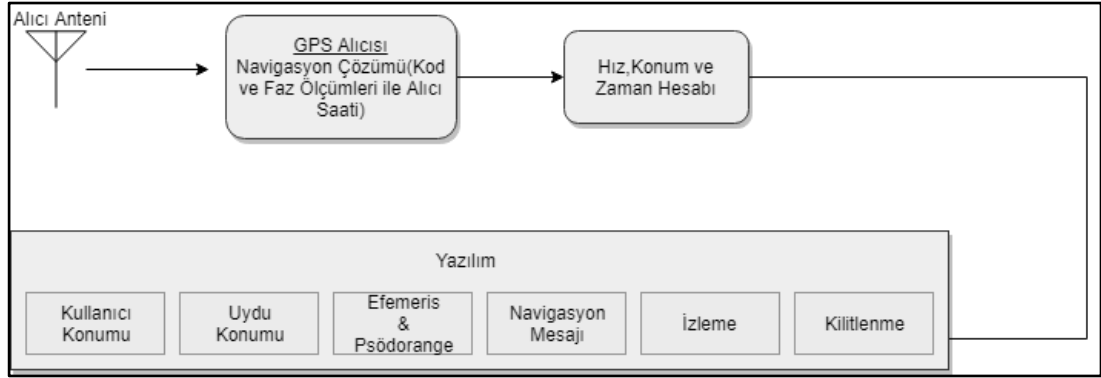 Alıcı Anteni
GPS Alıcısı
Navigasyon Çözümü(Kod
ve Faz Ölçümleri ile Alıcı
Saati)
Hız,Konum ve
Zaman Hesabı
Yazılım
Kullanıcı
Konumu
Uydu
Konumu
Efemeris
&
Psödorange
Navigasyon
Mesajı
İzleme
Kilitlenme